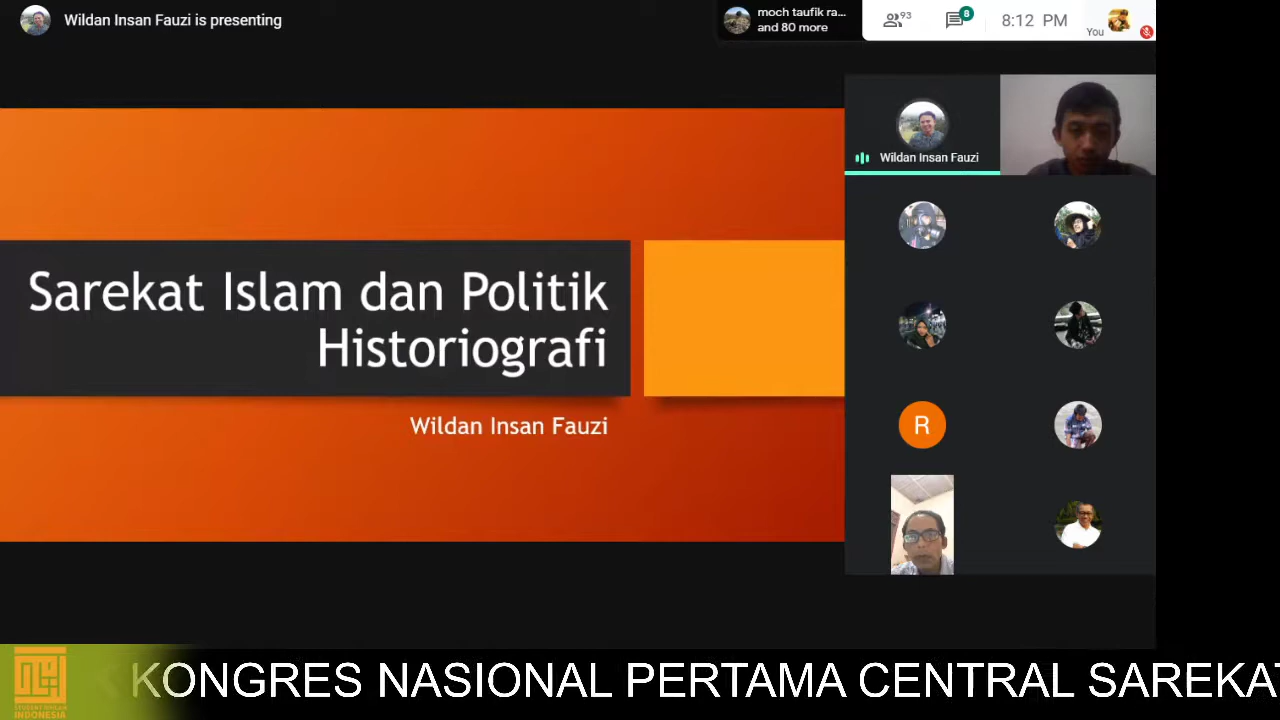 Wildan Insan Fauzi is presenting
moch taufik ra...
and 80 more
93
8
8:12 PM
You
Wildan Insan Fauzi
Sarekat Islam dan Politik
Historiografi
Wildan Insan Fauzi
R
KONGRES NASIONAL PERTAMA CENTRAL SAREKAT
INDONESIA